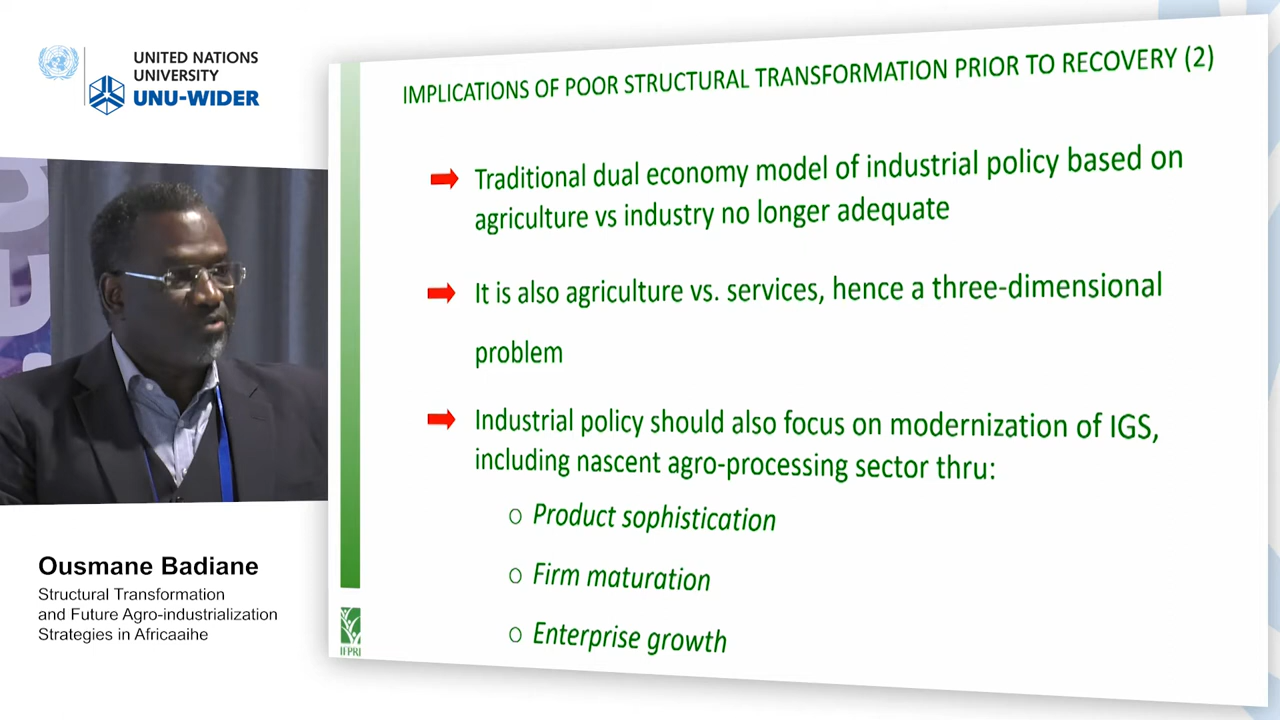 UNITED NATIONS
UNIVERSITY
UNU-WIDER
IMPLICATIONS OF POOR STRUCTURAL TRANSFORMATION PRIOR TO RECOVERY (2)
Traditional dual economy model of industrial policy based on
agriculture vs industry no longer adequate
It is also agriculture vs. services, hence a three-dimensional
problem
Industrial policy should also focus on modernization of IGS,
including nascent agro-processing sector thru:
Product sophistication
Firm maturation
Enterprise growth
IFPRI
Ousmane Badiane
Structural Transformation
and Future Agro-industrialization
Strategies in Africaaihe